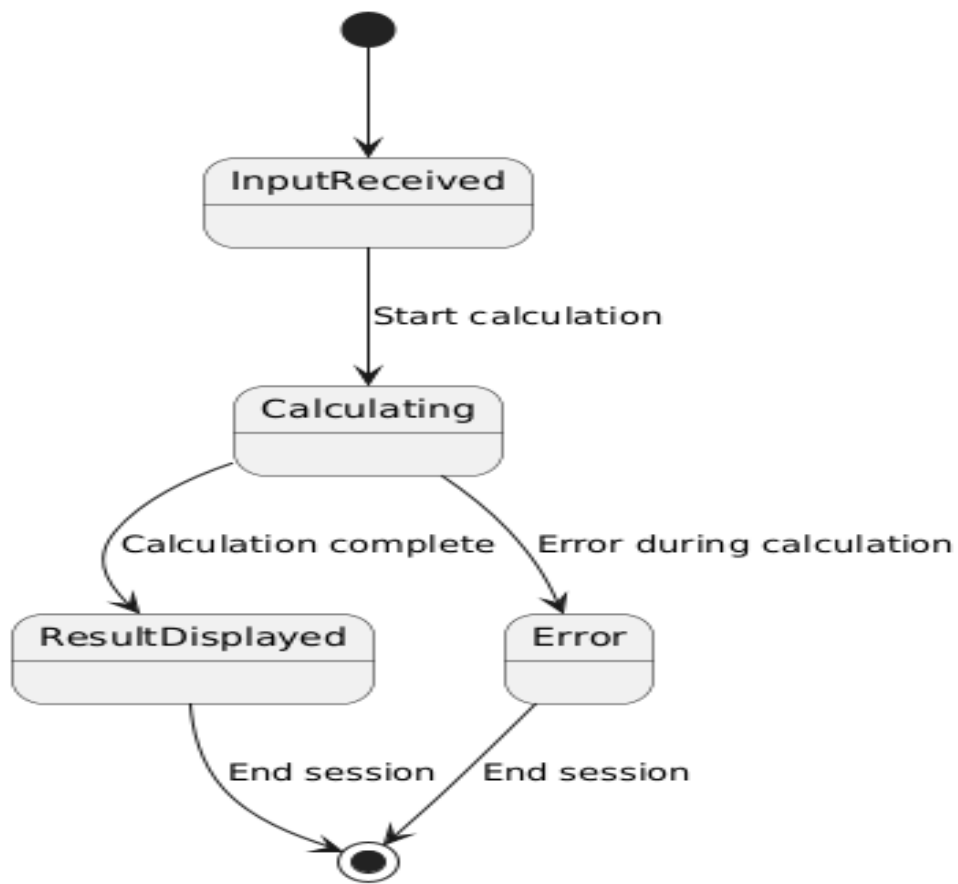 InputReceived
Start calculation
Calculating
Calculation complete
Error during calculation
ResultDisplayed
Error
End session
End session